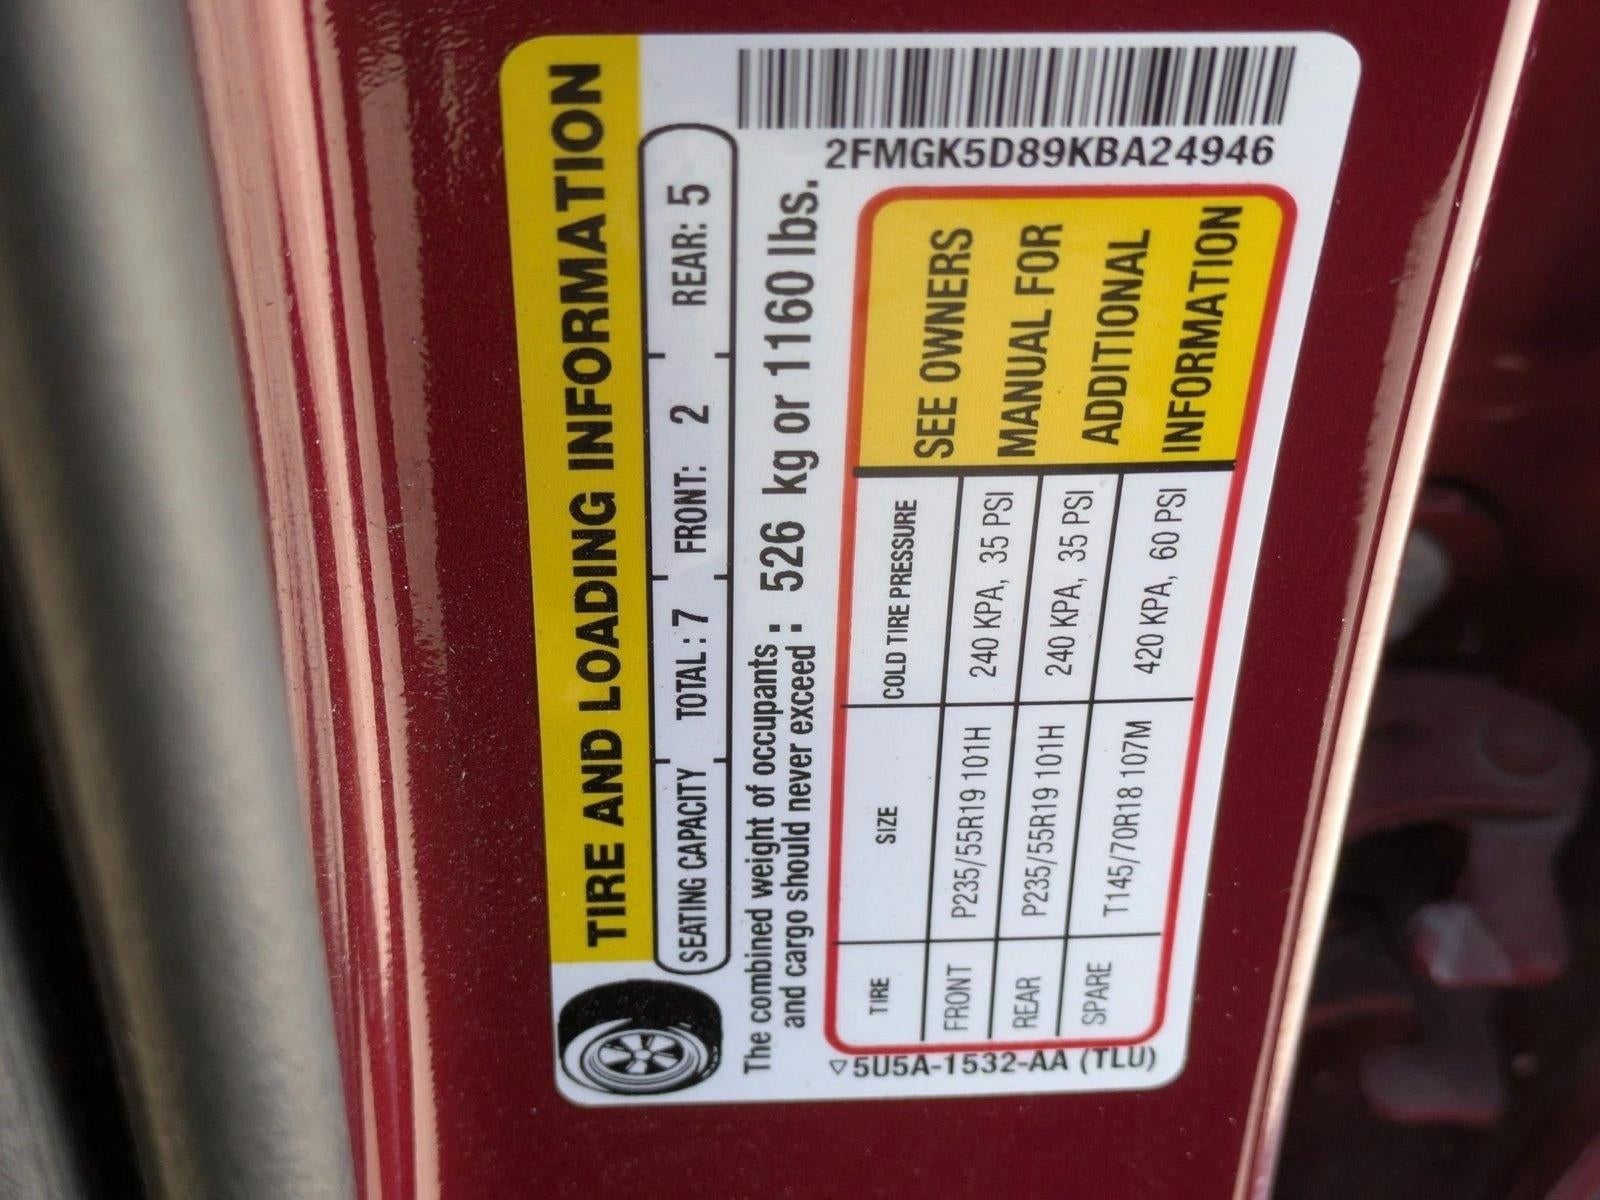 TIRE AND LOADING INFORMATION
SEATING CAPACITY TOTAL : 7 FRONT: 2 REAR: 5
The combined weight of occupants : 526 kg or 1160 lbs.
and cargo should never exceed :
2FMGK5D89KBA24946
TIRE SIZE COLD TIRE PRESSURE
FRONT P235/55R19 101H 240 KPA, 35 PSI
REAR P235/55R19 101H 240 KPA, 35 PSI
SPARE T145/70R18 107M 420 KPA, 60 PSI
SEE OWNERS
MANUAL FOR
ADDITIONAL
INFORMATION
5U5A-1532-AA (TLU)